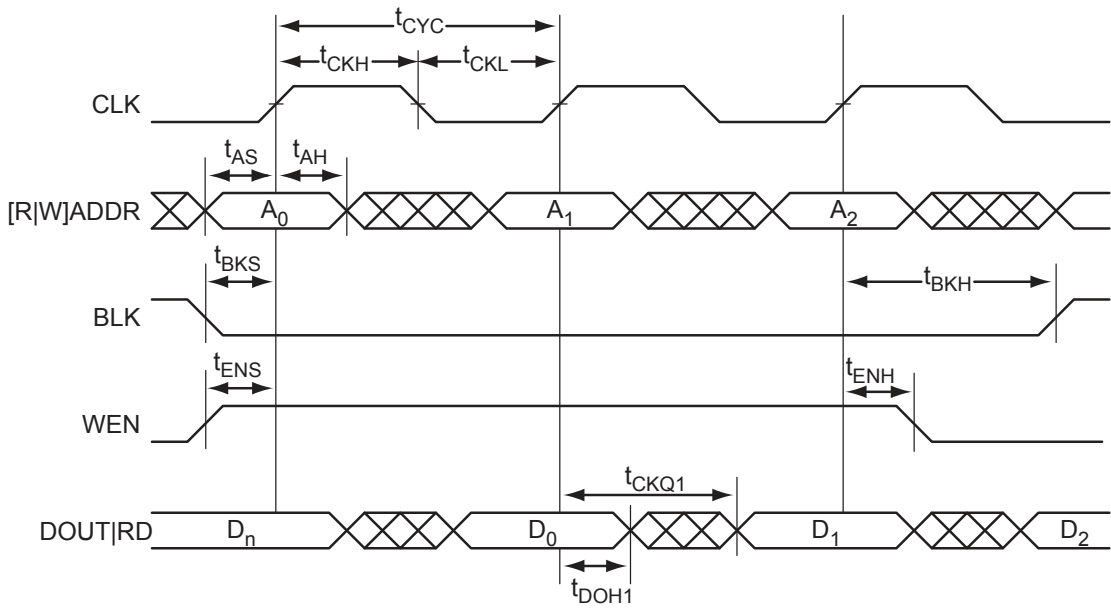 tCYC
tCKH tCKL
CLK
tAS tAH
[R|W]ADDR A0 A1 A2
tBKS tBKH
BLK
tENS tENH
WEN
tCKQ1
DOUT|RD Dn D0 D1 D2
tDOH1